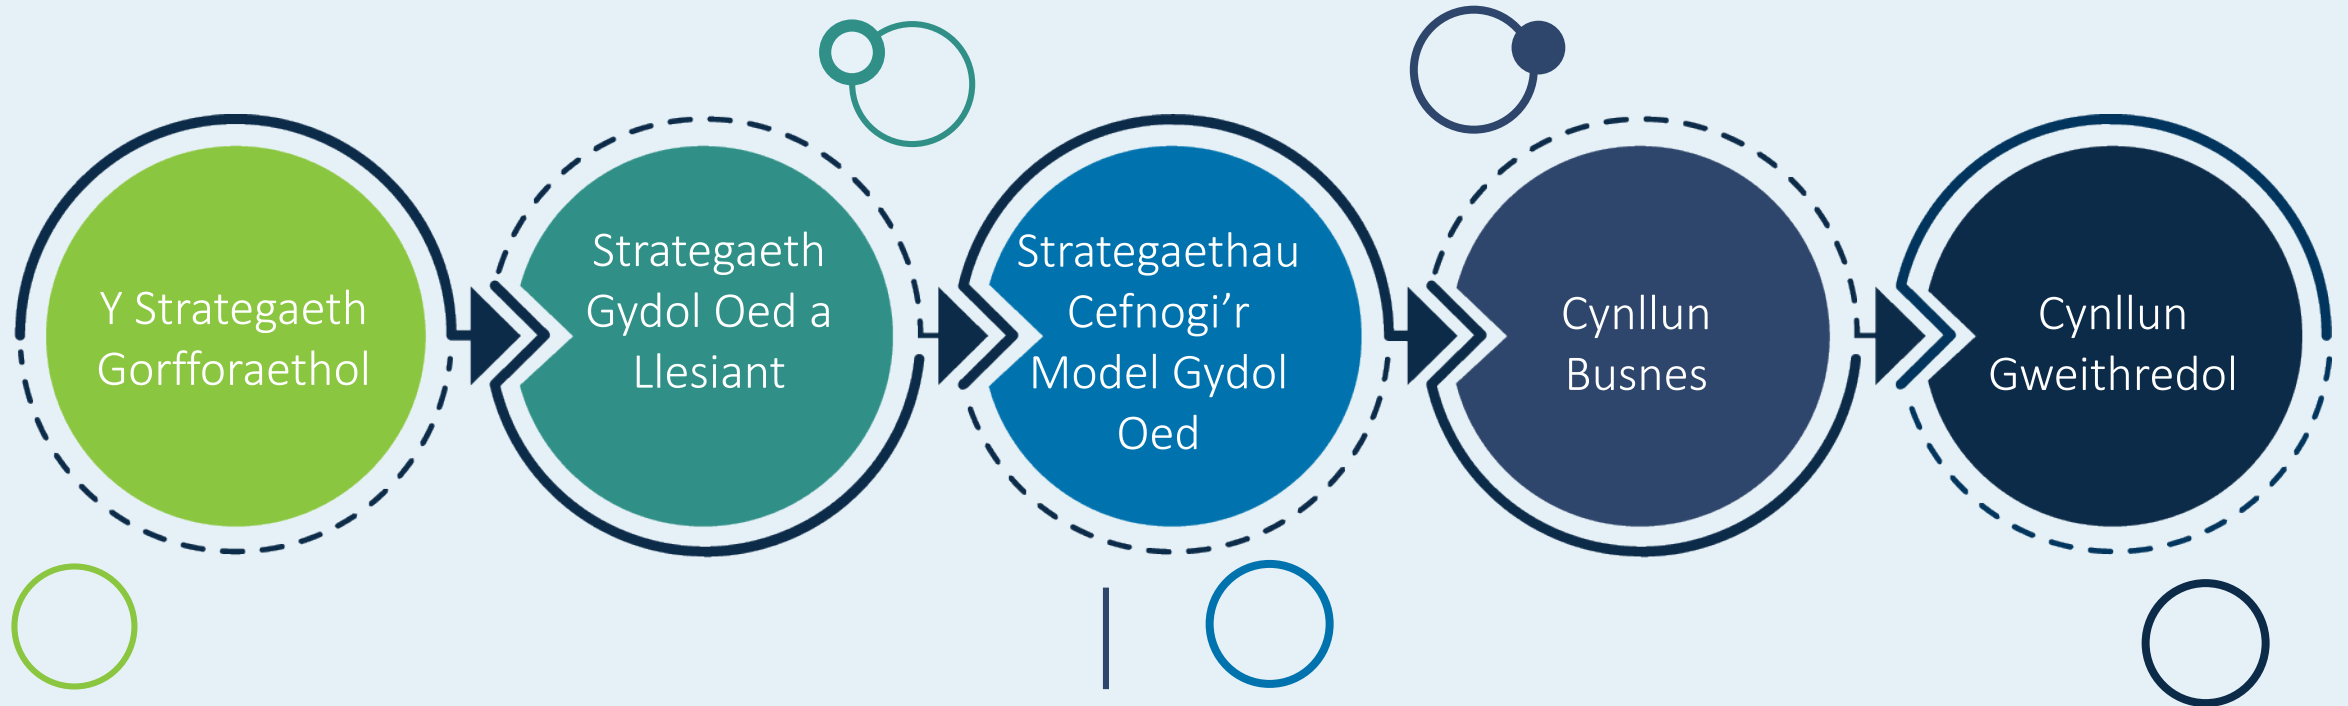 Y Strategaeth
Gorfforaethol
Strategaeth
Gydol Oed a
Llesiant
Strategaethau
Cefnogi’r
Model Gydol
Oed
Cynllun
Busnes
Cynllun
Gweithredol